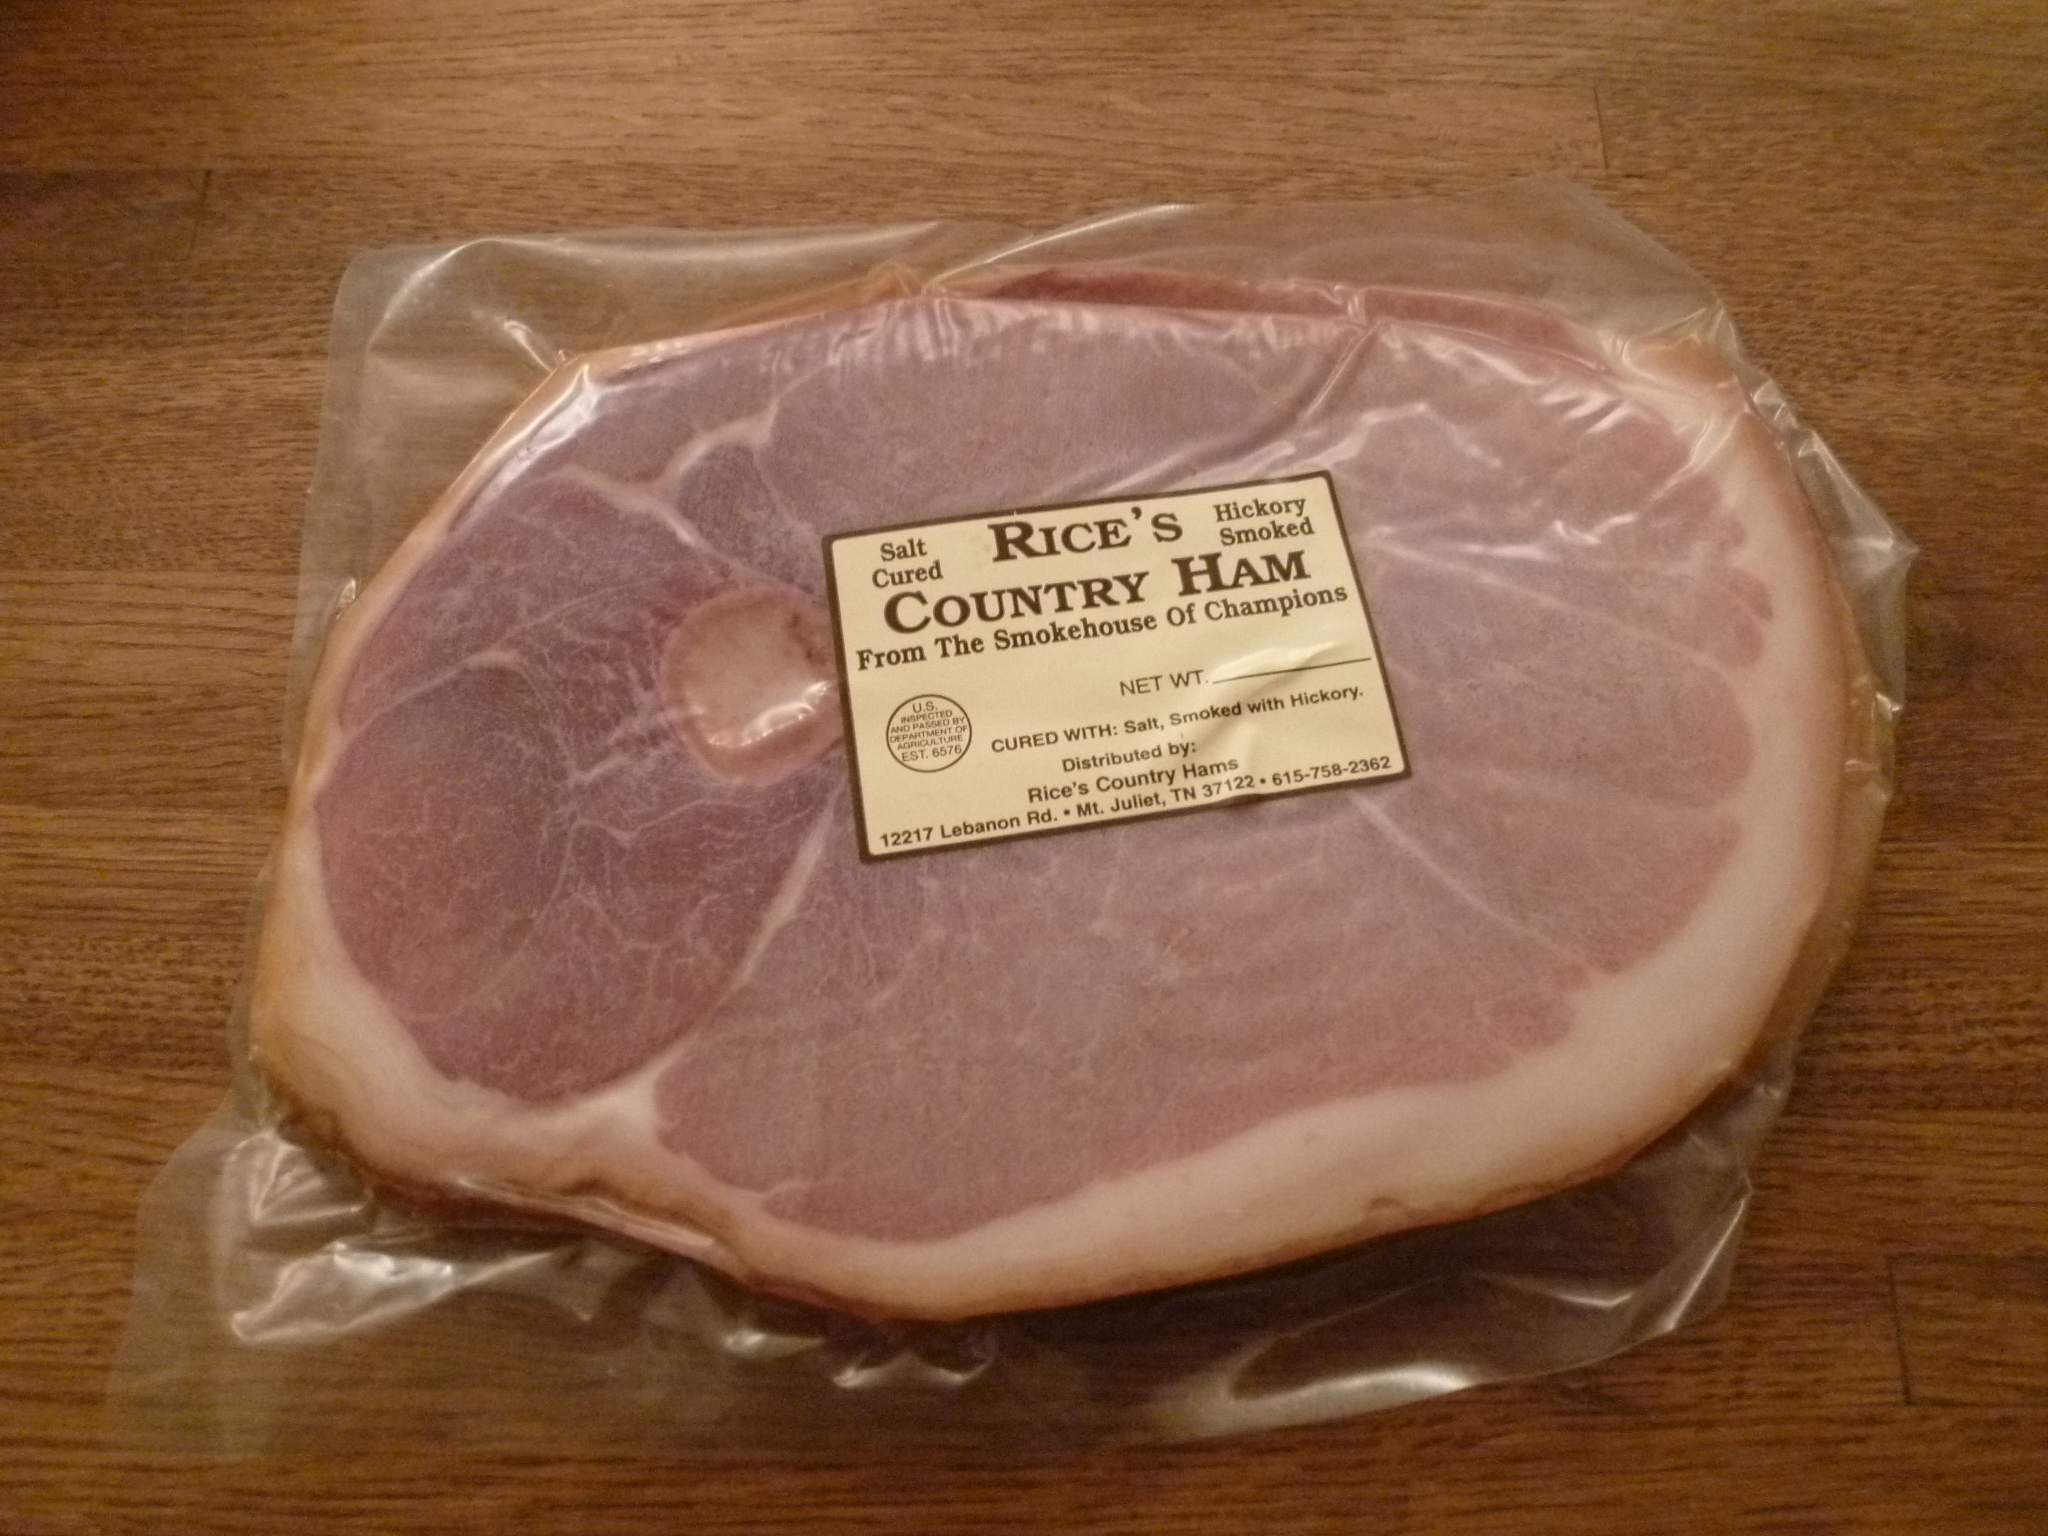 Salt
Cured
RICE'S
Hickory
Smoked
COUNTRY HAM
From The Smokehouse Of Champions
NET WT.
U.S.
INSPECTED
AND PASSED BY
DEPARTMENT OF
AGRICULTURE
EST. 6576
CURED WITH: Salt, Smoked with Hickory.
Distributed by:
Rice's Country Hams
12217 Lebanon Rd. • Mt. Juliet, TN 37122 • 615-758-2362